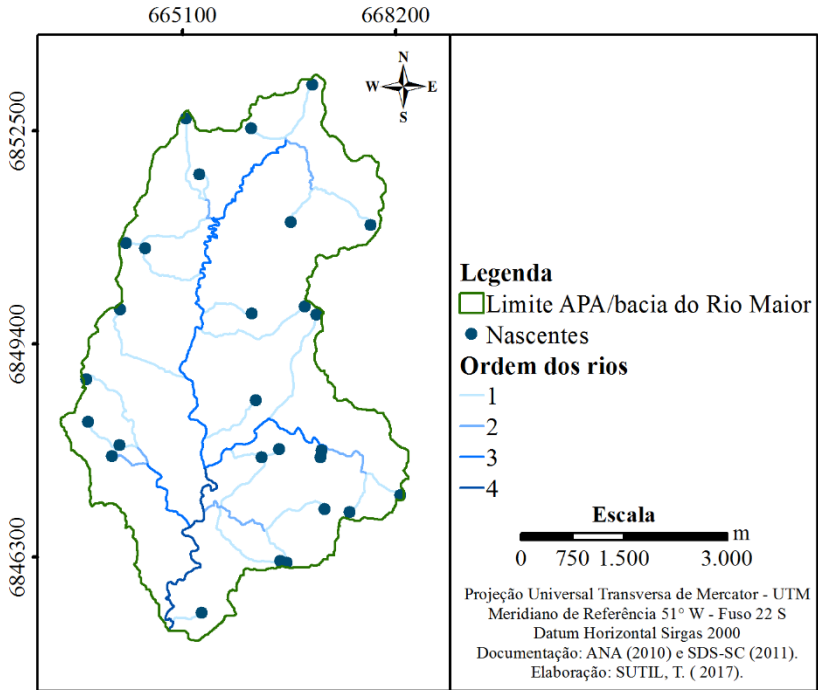 665100 668200
6852500
6849400
6846300
N
W E
S
Legenda
Limite APA/bacia do Rio Maior
Nascentes
Ordem dos rios
1
2
3
4
Escala
m
0 750 1.500 3.000
Projeção Universal Transversa de Mercator - UTM
Meridiano de Referência 51° W - Fuso 22 S
Datum Horizontal Sirgas 2000
Documentação: ANA (2010) e SDS-SC (2011).
Elaboração: SUTIL, T. ( 2017).